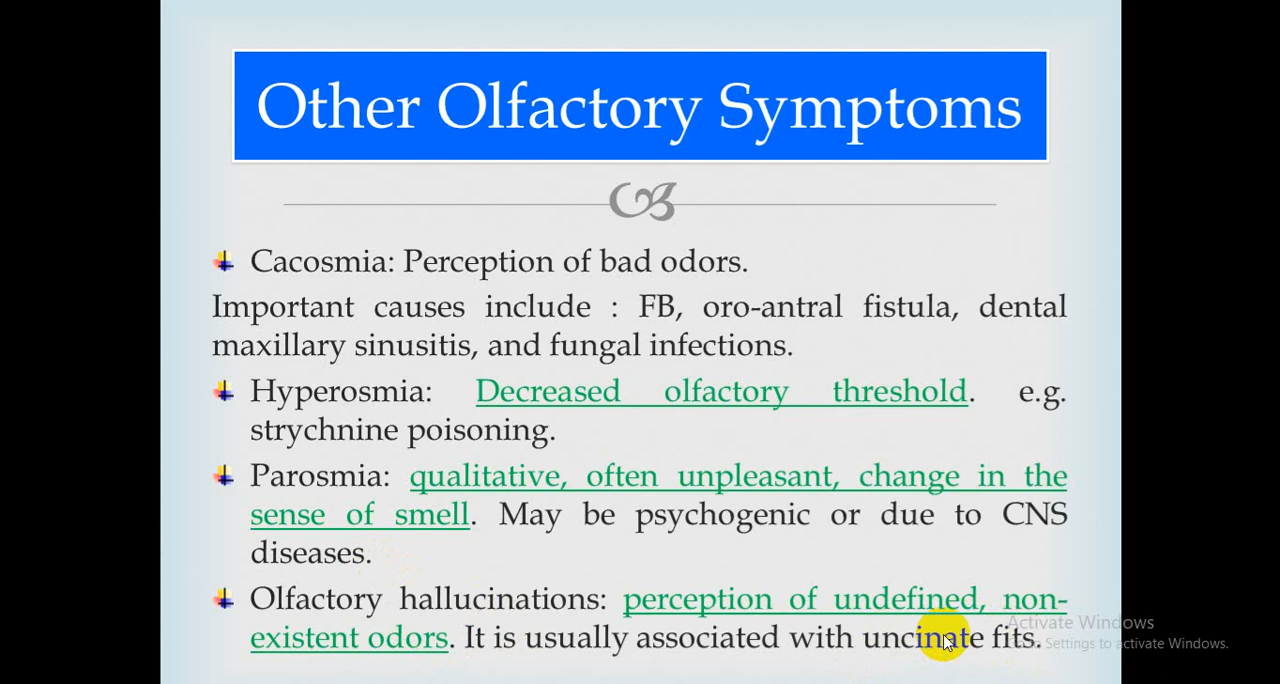 Other Olfactory Symptoms
Cacosmia: Perception of bad odors.
Important causes include : FB, oro-antral fistula, dental
maxillary sinusitis, and fungal infections.
Hyperosmia: Decreased olfactory threshold. e.g.
strychnine poisoning.
Parosmia: qualitative, often unpleasant, change in the
sense of smell. May be psychogenic or due to CNS
diseases.
Olfactory hallucinations: perception of undefined, non-
existent odors. It is usually associated with uncinate fits.
Activate Windows
Go to Settings to activate Windows.